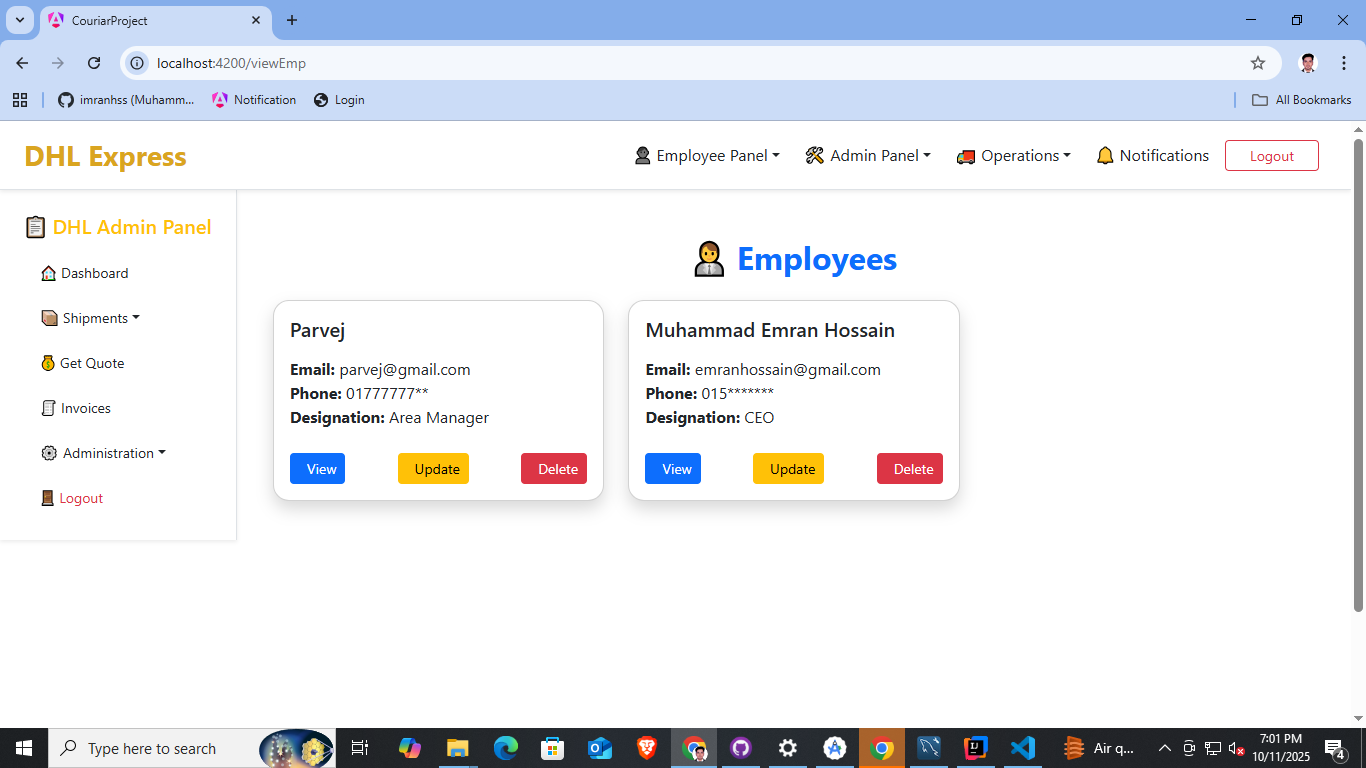 CouriarProject
localhost:4200/viewEmp
imranhss (Muhamm...
Notification
Login
All Bookmarks
DHL Express
Employee Panel
Admin Panel
Operations
Notifications
Logout
DHL Admin Panel
Dashboard
Shipments
Get Quote
Invoices
Administration
Logout
Employees
Parvej
Email: parvej@gmail.com
Phone: 01777777**
Designation: Area Manager
View
Update
Delete
Muhammad Emran Hossain
Email: emranhossain@gmail.com
Phone: 015*******
Designation: CEO
View
Update
Delete
Type here to search
Air q...
7:01 PM
10/11/2025
4